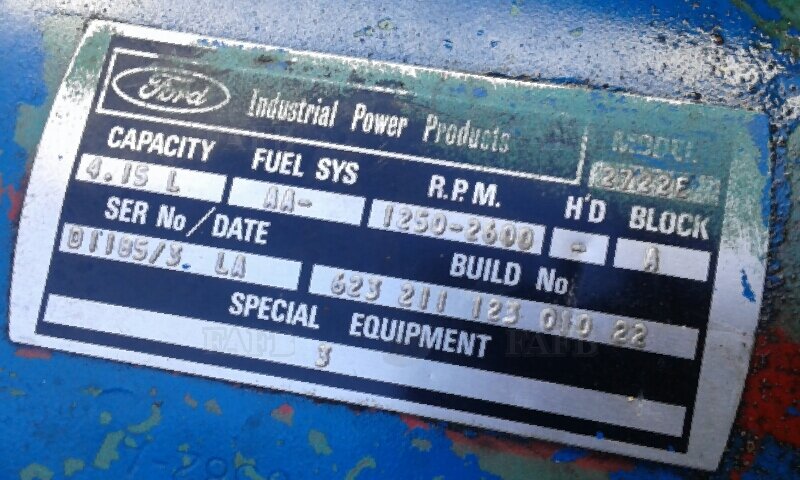 Ford Industrial Power Products MODEL
2722E
CAPACITY FUEL SYS R.P.M. H'D BLOCK
4.15 L AA- 1250-2600 - A
SER No/DATE BUILD No
623 211 123 010 22
SPECIAL EQUIPMENT
3